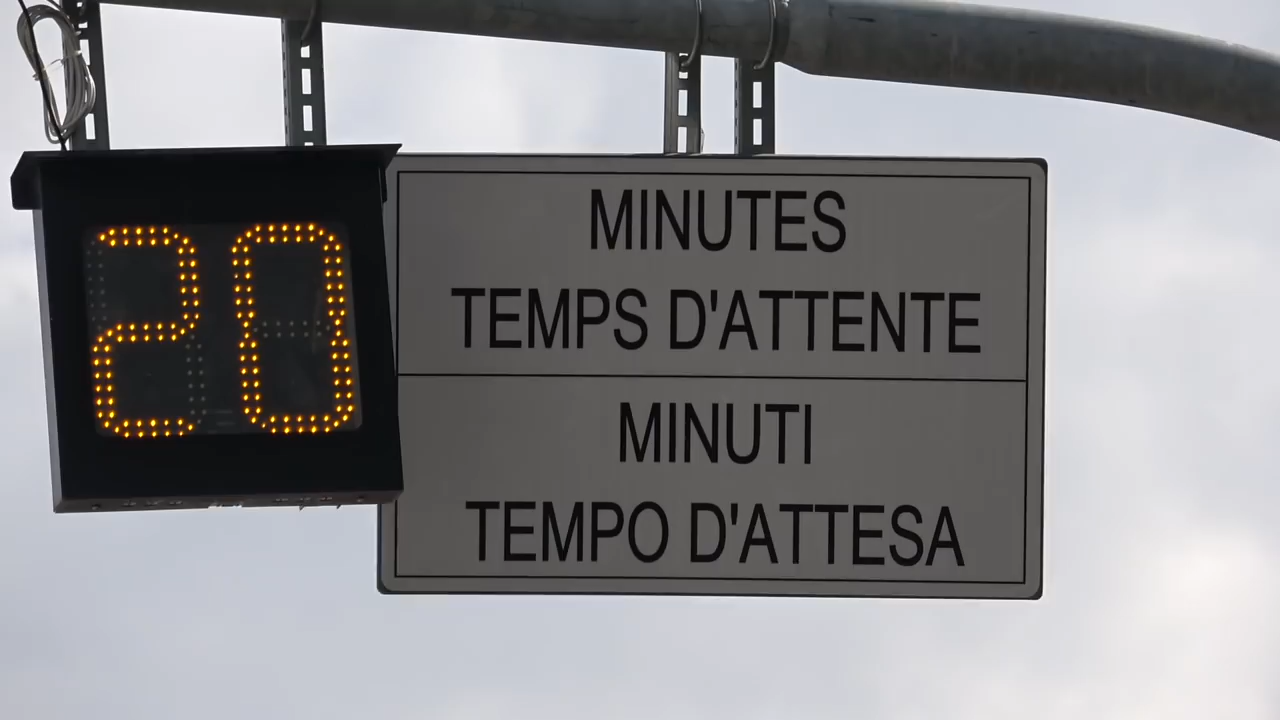 20
MINUTES
TEMPS D'ATTENTE
MINUTI
TEMPO D'ATTESA